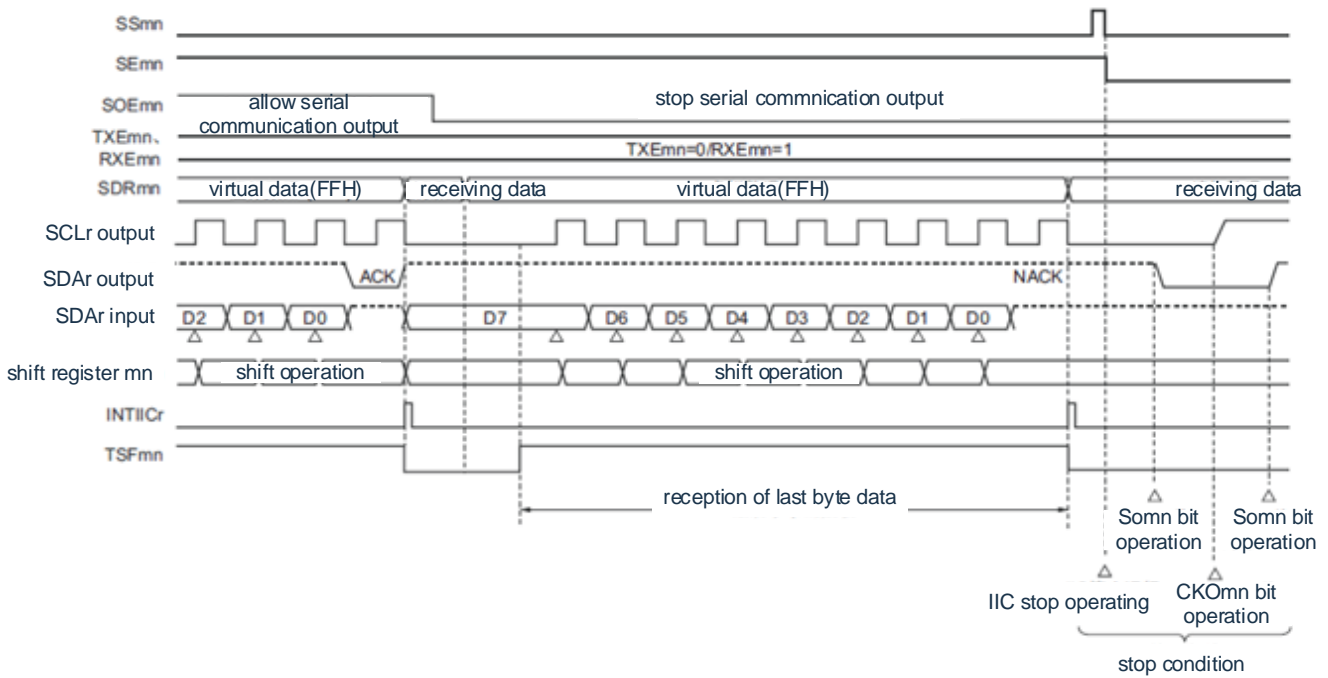 SSmn
SEmn
SOEmn
allow serial
communication output
stop serial commnication output
TXEmn、
RXEmn
TXEmn=0/RXEmn=1
SDRmn
virtual data(FFH)
receiving data
virtual data(FFH)
receiving data
SCLr output
SDAr output
ACK
NACK
SDAr input
D2 D1 D0 D7 D6 D5 D4 D3 D2 D1 D0
shift register mn
shift operation
shift operation
INTIICr
TSFmn
reception of last byte data
Somn bit
operation
Somn bit
operation
IIC stop operating
CKOmn bit
operation
stop condition